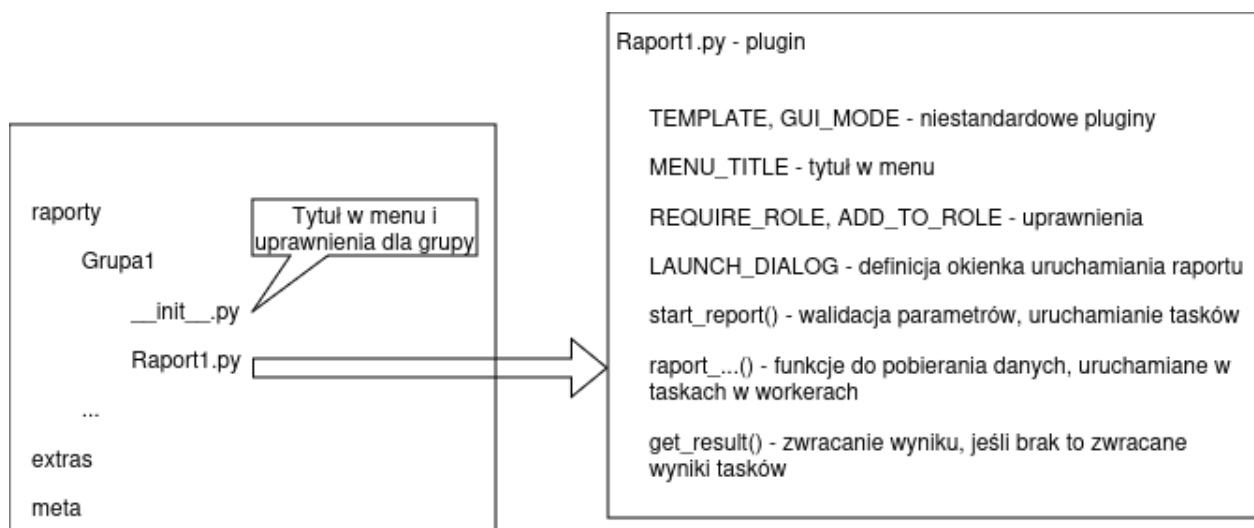 raporty
Grupa1
__init__.py
Raport1.py
...
extras
meta
Tytuł w menu i
uprawnienia dla grupy
Raport1.py - plugin
TEMPLATE, GUI_MODE - niestandardowe pluginy
MENU_TITLE - tytuł w menu
REQUIRE_ROLE, ADD_TO_ROLE - uprawnienia
LAUNCH_DIALOG - definicja okienka uruchamiania raportu
start_report() - walidacja parametrów, uruchamianie tasków
raport_...() - funkcje do pobierania danych, uruchamiane w
taskach w workerach
get_result() - zwracanie wyniku, jeśli brak to zwracane
wyniki tasków